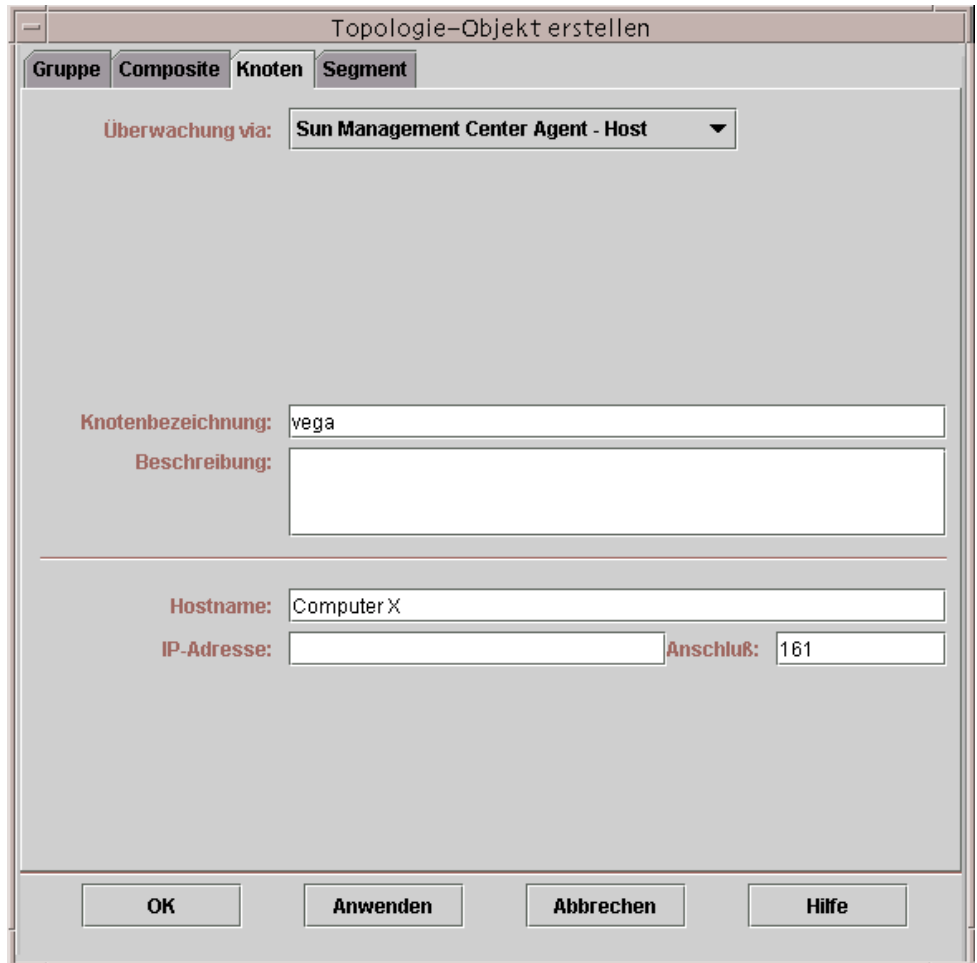 Topologie-Objekt erstellen
Gruppe Composite Knoten Segment
Überwachung via: Sun Management Center Agent - Host
Knotenbezeichnung: vega
Beschreibung:
Hostname: Computer X
IP-Adresse: Anschluß: 161
OK Anwenden Abbrechen Hilfe